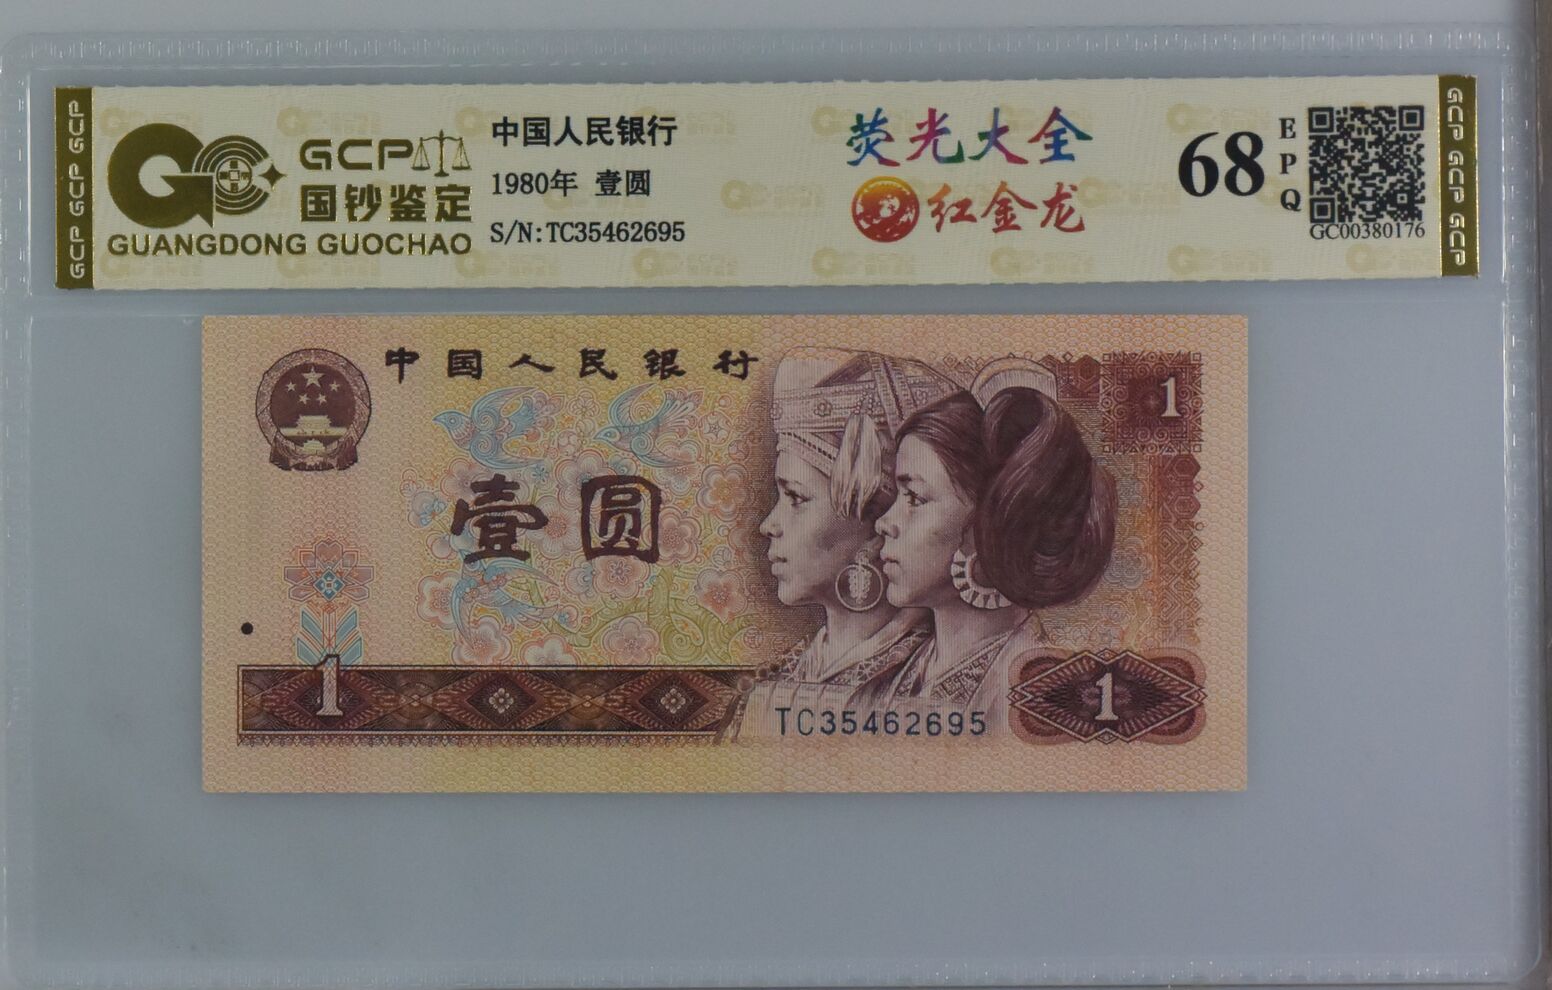 GCP GCP GCP
GCP
国钞鉴定
GUANGDONG GUOCHAO
中国人民银行
1980年 壹圆
S/N:TC35462695
荧光大全
红金龙
68
EPQ
GC00380176
GCP GCP GCP
中国人民银行
1
壹圆
1
TC35462695
1